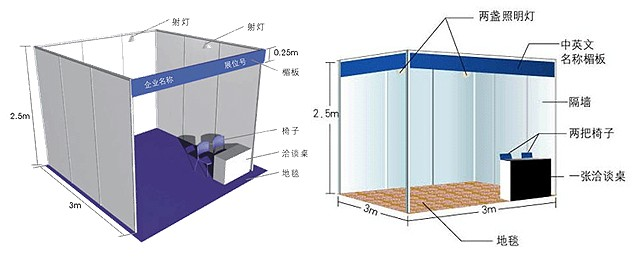 射灯
射灯
0.25m
企业名称
展位号
楣板
2.5m
椅子
洽谈桌
地毯
3m
两盏照明灯
中英文
名称楣板
2.5m
隔墙
两把椅子
一张洽谈桌
3m
3m
地毯